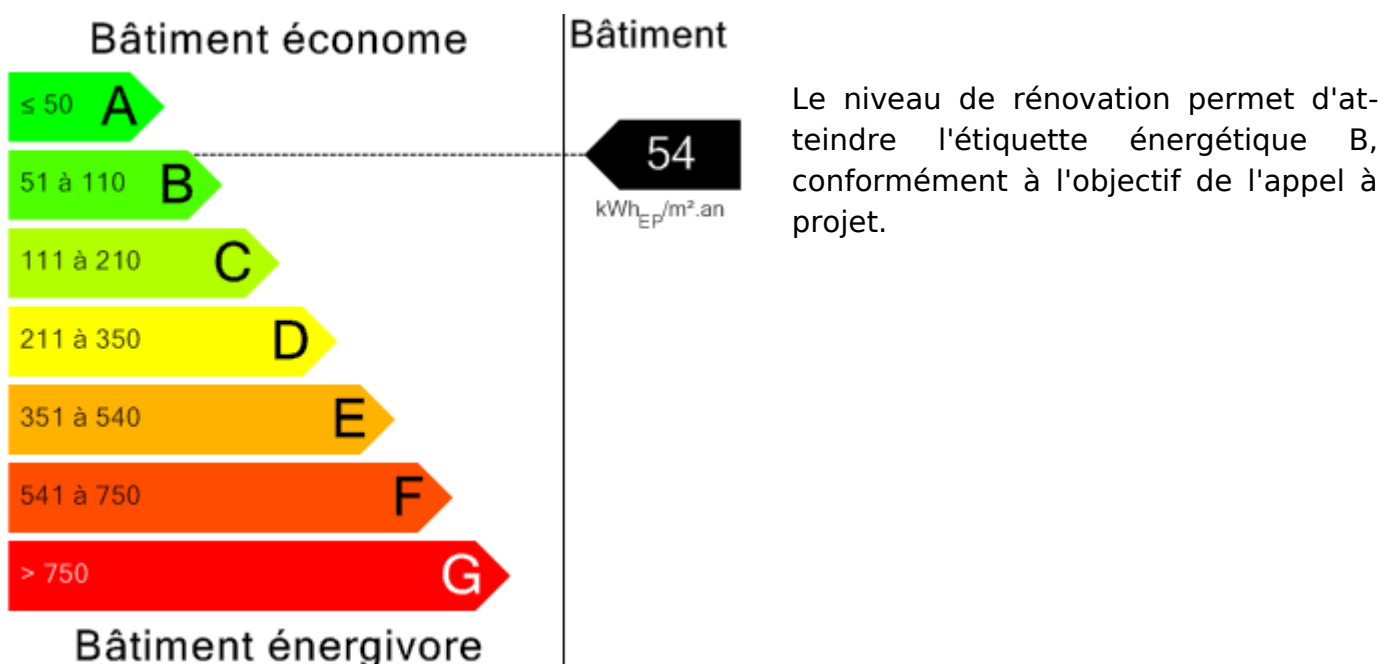 Bâtiment économe
≤ 50 A
51 à 110 B
111 à 210 C
211 à 350 D
351 à 540 E
541 à 750 F
> 750 G
Bâtiment énergivore
Bâtiment
54
kWhEP/m².an
Le niveau de rénovation permet d'at-
teindre l'étiquette énergétique B,
conformément à l'objectif de l'appel à
projet.